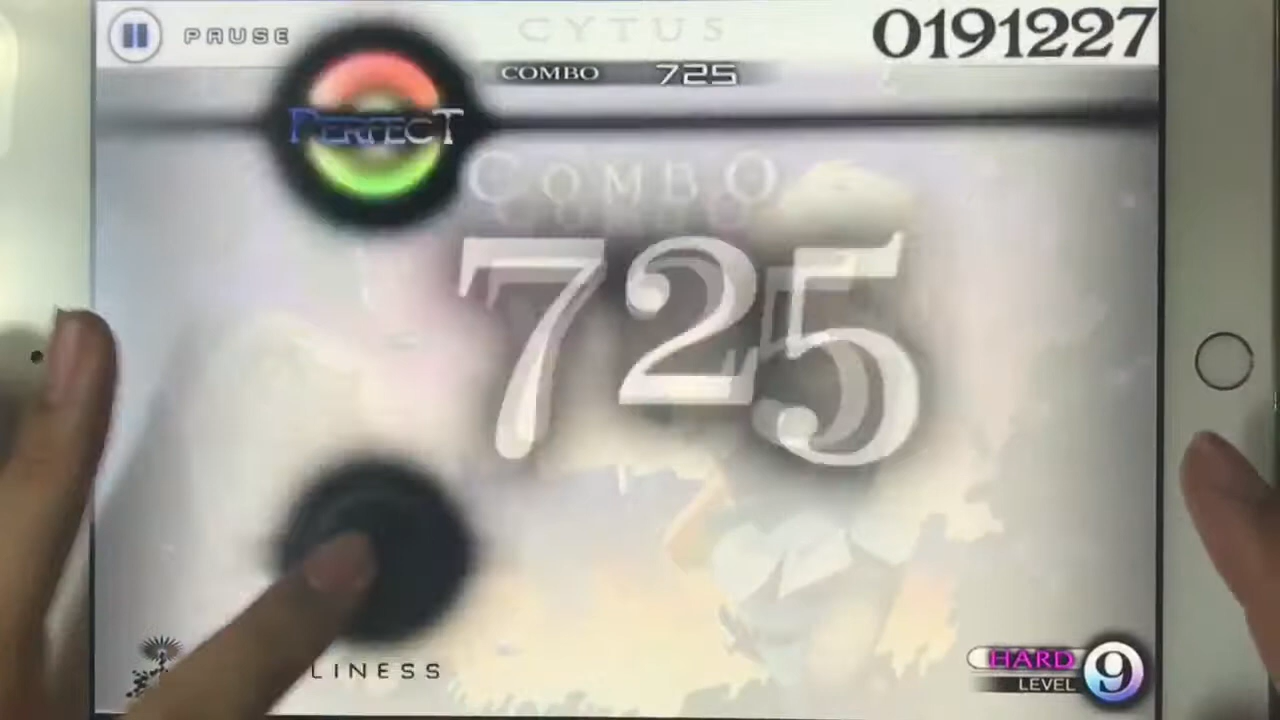 PAUSE
CYTUS
0191227
COMBO 725
PERFECT
COMBO
725
LINESS
HARD
LEVEL
9